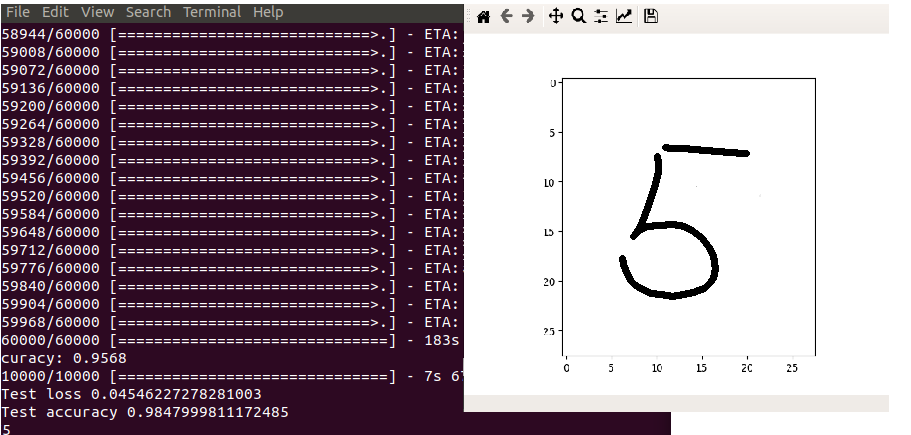 File Edit View Search Terminal Help
58944/60000 [============================>.] - ETA:
59008/60000 [============================>.] - ETA:
59072/60000 [============================>.] - ETA:
59136/60000 [============================>.] - ETA:
59200/60000 [============================>.] - ETA:
59264/60000 [============================>.] - ETA:
59328/60000 [============================>.] - ETA:
59392/60000 [============================>.] - ETA:
59456/60000 [============================>.] - ETA:
59520/60000 [============================>.] - ETA:
59584/60000 [============================>.] - ETA:
59648/60000 [============================>.] - ETA:
59712/60000 [============================>.] - ETA:
59776/60000 [============================>.] - ETA:
59840/60000 [============================>.] - ETA:
59904/60000 [============================>.] - ETA:
59968/60000 [============================>.] - ETA:
60000/60000 [==============================] - 183s
curacy: 0.9568
10000/10000 [==============================] - 7s
Test loss 0.04546227278281003
Test accuracy 0.9847999811172485
5
0
5
10
15
20
25
0 5 10 15 20 25
5